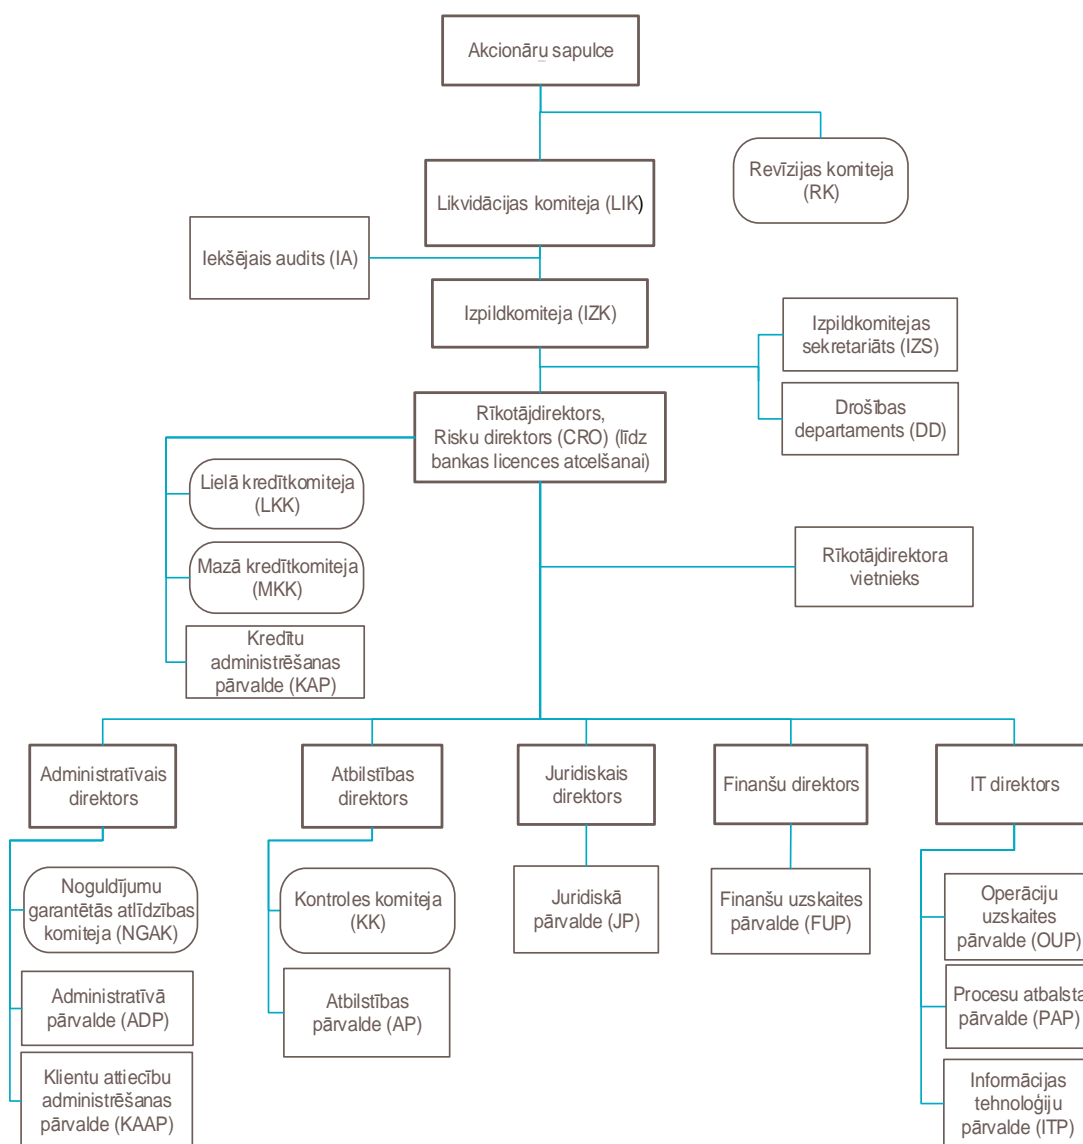 Akcionāru sapulce
Revīzijas komiteja
(RK)
Likvidācijas komiteja (LIK)
Iekšējais audits (IA)
Izpildkomiteja (IZK)
Izpildkomitejas
sekretariāts (IZS)
Drošības
departaments (DD)
Rīkotājdirektors,
Risku direktors (CRO) (līdz
bankas licences atcelšanai)
Lielā kredītkomiteja
(LKK)
Mazā kredītkomiteja
(MKK)
Kredītu
administrēšanas
pārvalde (KAP)
Rīkotājdirektora
vietnieks
Administratīvais
direktors
Atbilstības
direktors
Juridiskais
direktors
Finanšu direktors
IT direktors
Noguldījumu
garantētās atlīdzības
komiteja (NGAK)
Administratīvā
pārvalde (ADP)
Klientu attiecību
administrēšanas
pārvalde (KAAP)
Kontroles komiteja
(KK)
Atbilstības
pārvalde (AP)
Juridiskā
pārvalde (JP)
Finanšu uzskaites
pārvalde (FUP)
Operāciju
uzskaites
pārvalde (OUP)
Procesu atbalsta
pārvalde (PAP)
Informācijas
tehnoloģiju
pārvalde (ITP)